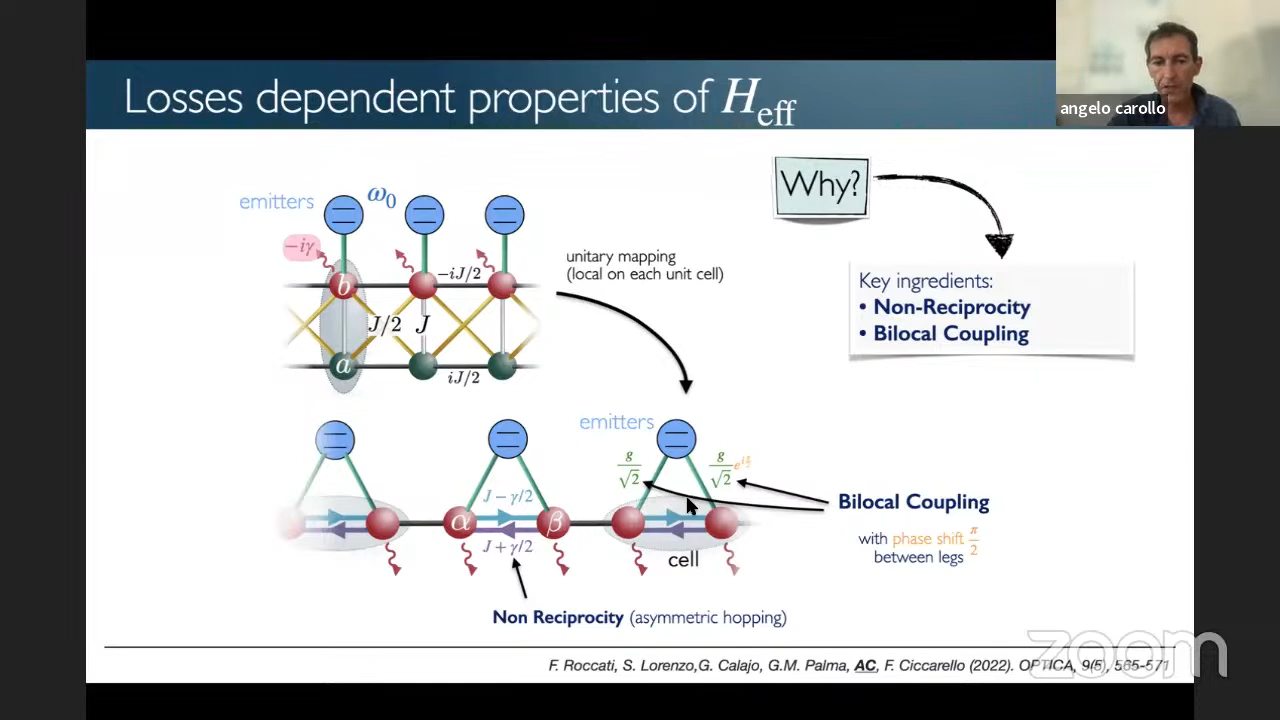 Losses dependent properties of H_eff
angelo carollo
emitters ω₀
−iγ
b
−iJ/2
J/2 J
a
iJ/2
unitary mapping
(local on each unit cell)
Why?
Key ingredients:
• Non-Reciprocity
• Bilocal Coupling
emitters
g/√2
g/√2 e^{iπ/2}
J − γ/2
α
β
J + γ/2
cell
Bilocal Coupling
with phase shift π/2
between legs
Non Reciprocity (asymmetric hopping)
zoom
F. Roccati, S. Lorenzo,G. Calajo, G.M. Palma, AC, F. Ciccarello (2022). OPTICA, 9(5), 565-571